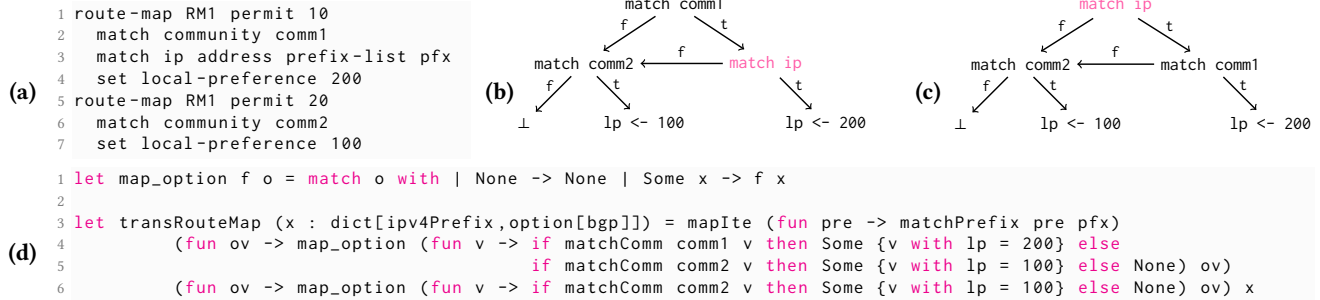 (a)
1 route-map RM1 permit 10
2 match community comm1
3 match ip address prefix-list pfx
4 set local-preference 200
5 route-map RM1 permit 20
6 match community comm2
7 set local-preference 100
(b)
match comm1
f t
match comm2 f match ip
f t t
⊥ lp <- 100 lp <- 200
(c)
match ip
f t
match comm2 f match comm1
f t t
⊥ lp <- 100 lp <- 200
(d)
1 let map_option f o = match o with | None -> None | Some x -> f x
2
3 let transRouteMap (x : dict[ipv4Prefix,option[bgp]]) = mapIte (fun pre -> matchPrefix pre pfx)
4 (fun ov -> map_option (fun v -> if matchComm comm1 v then Some {v with lp = 200} else
5 if matchComm comm2 v then Some {v with lp = 100} else None) ov)
6 (fun ov -> map_option (fun v -> if matchComm comm2 v then Some {v with lp = 100} else None) ov) x